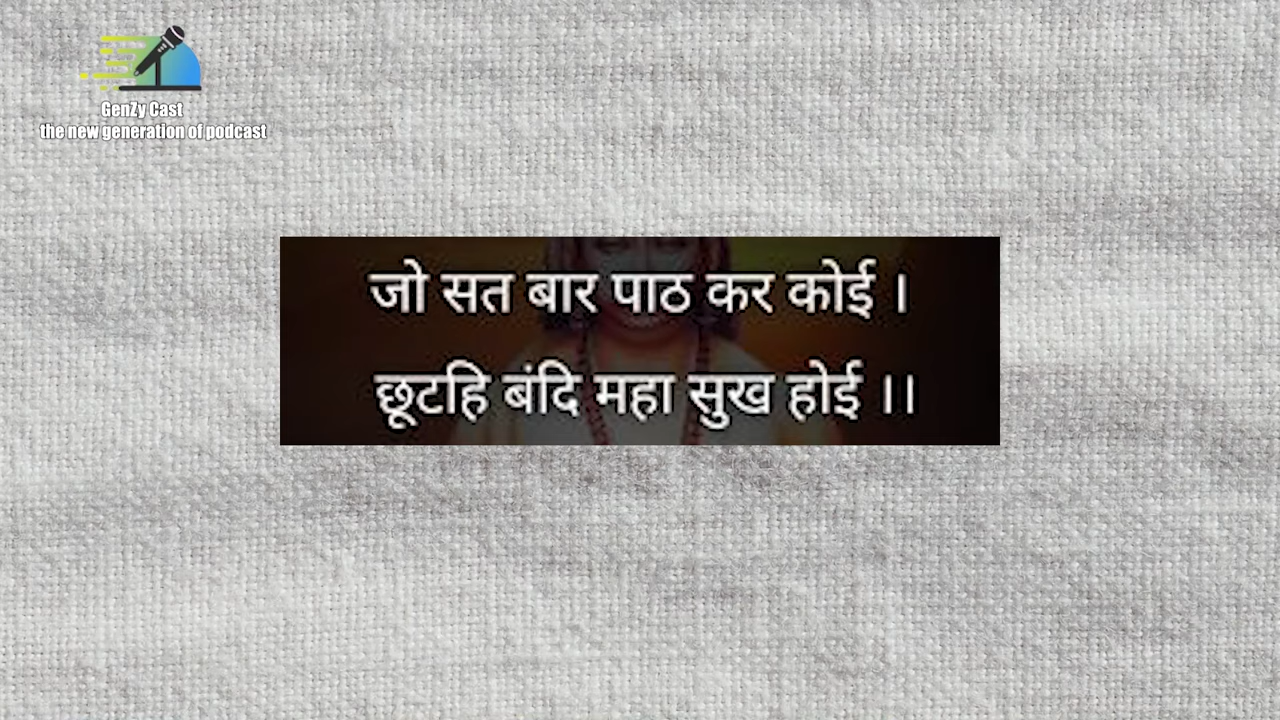 GenZy Cast
the new generation of podcast
जो सत बार पाठ कर कोई ।
छूटहि बंदि महा सुख होई ।।